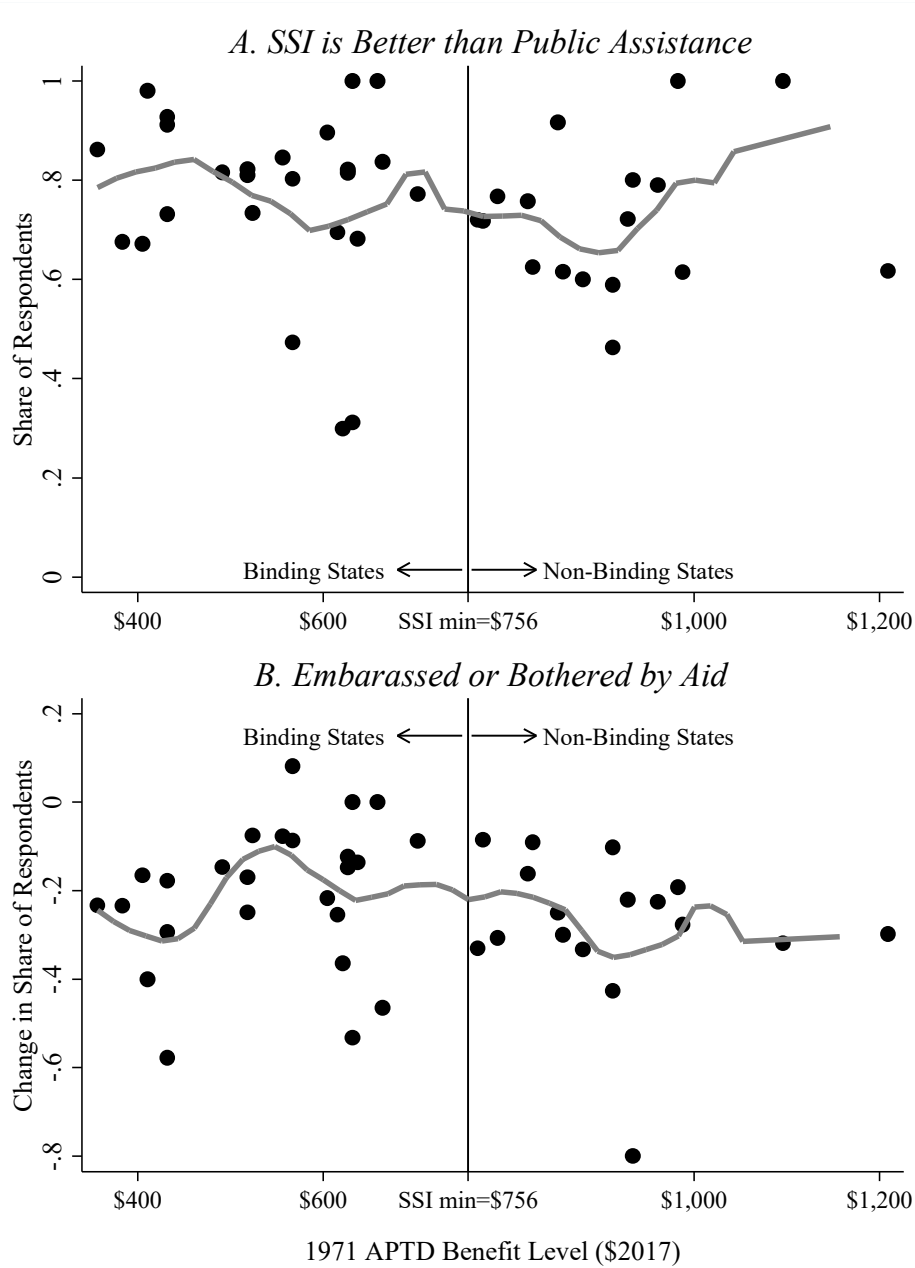 A. SSI is Better than Public Assistance
Share of Respondents
1
.8
.6
.4
.2
0
Binding States
Non-Binding States
$400
$600
SSI min=$756
$1,000
$1,200
B. Embarassed or Bothered by Aid
Change in Share of Respondents
.2
0
-.2
-.4
-.6
-.8
Binding States
Non-Binding States
$400
$600
SSI min=$756
$1,000
$1,200
1971 APTD Benefit Level ($2017)